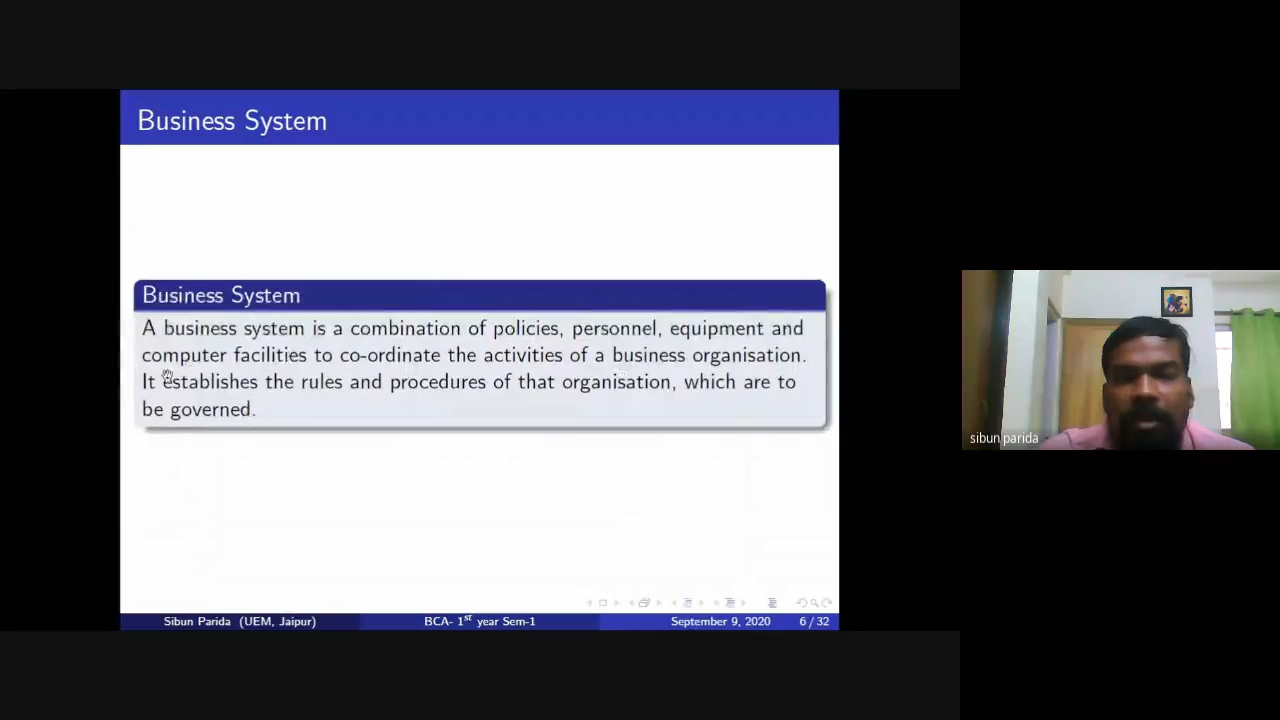 Business System
Business System
A business system is a combination of policies, personnel, equipment and
computer facilities to co-ordinate the activities of a business organisation.
It establishes the rules and procedures of that organisation, which are to
be governed.
sibun parida
Sibun Parida (UEM, Jaipur) BCA- 1st year Sem-1 September 9, 2020 6 / 32